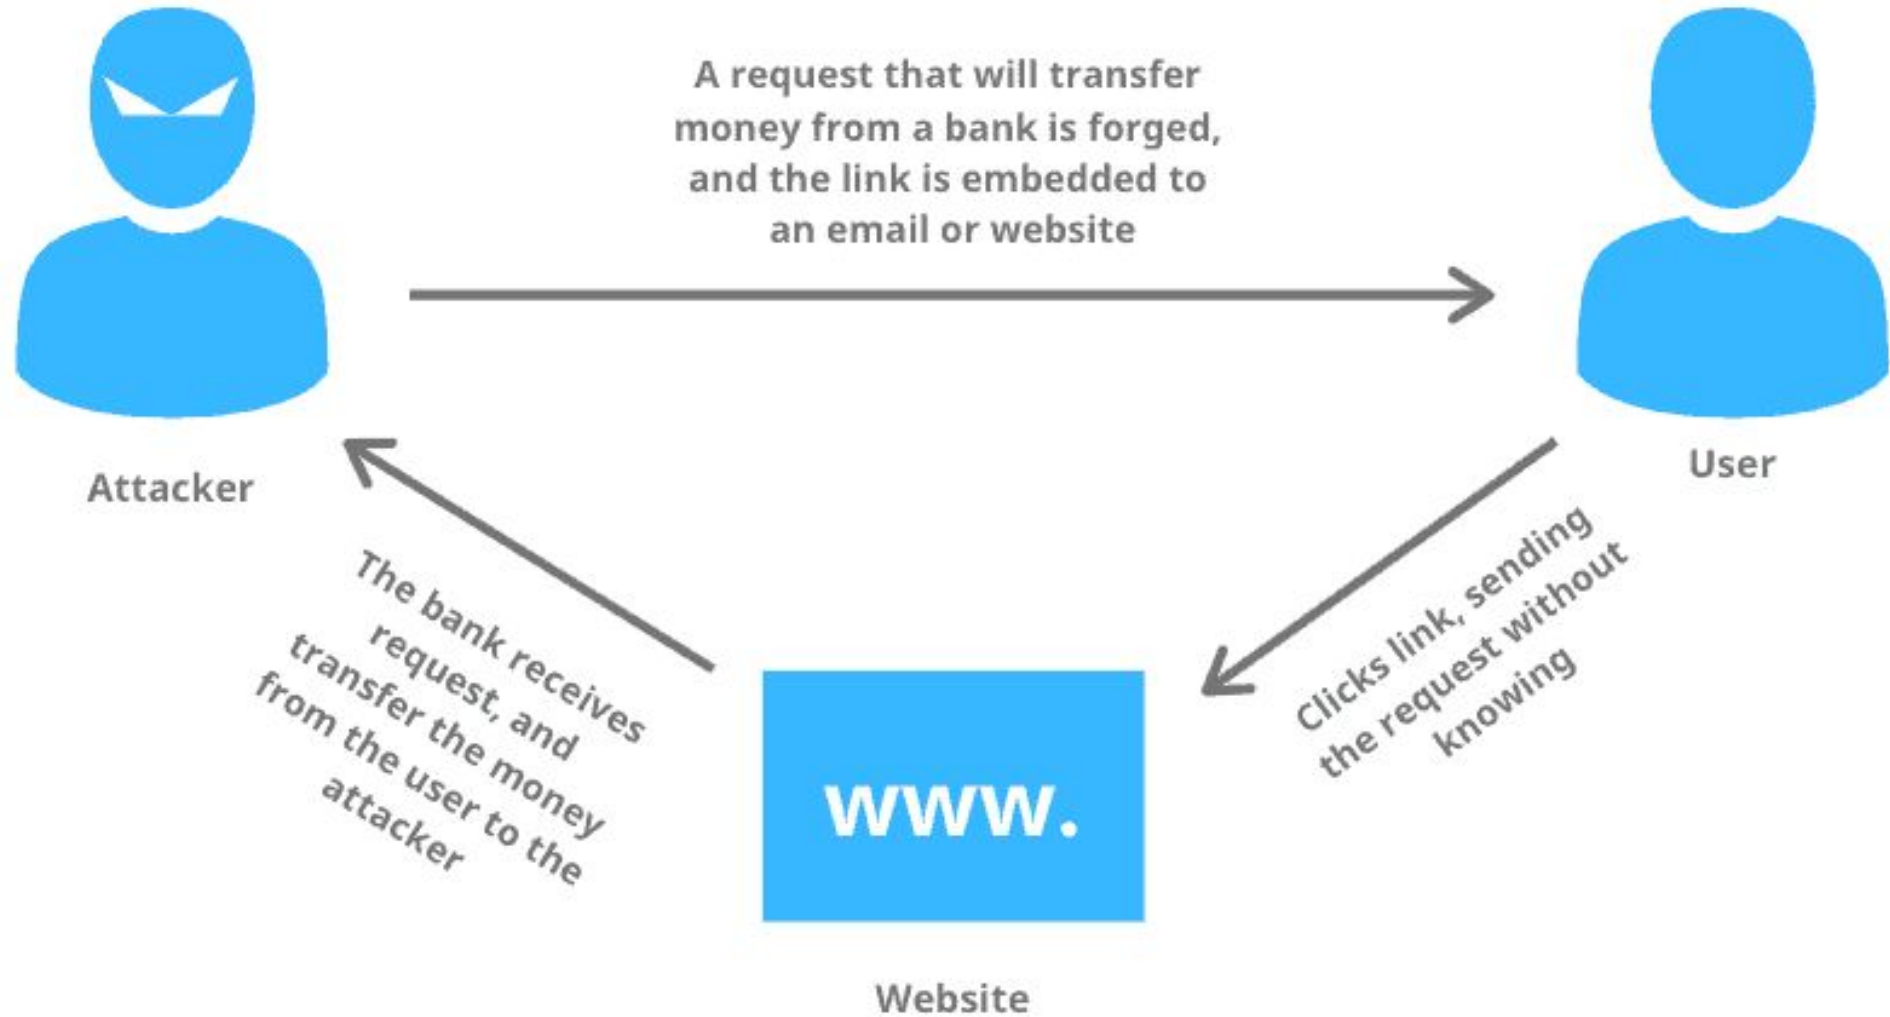 A request that will transfer
money from a bank is forged,
and the link is embedded to
an email or website
Attacker
User
Clicks link, sending
the request without
knowing
The bank receives
request, and
transfer the money
from the user to the
attacker
www.
Website